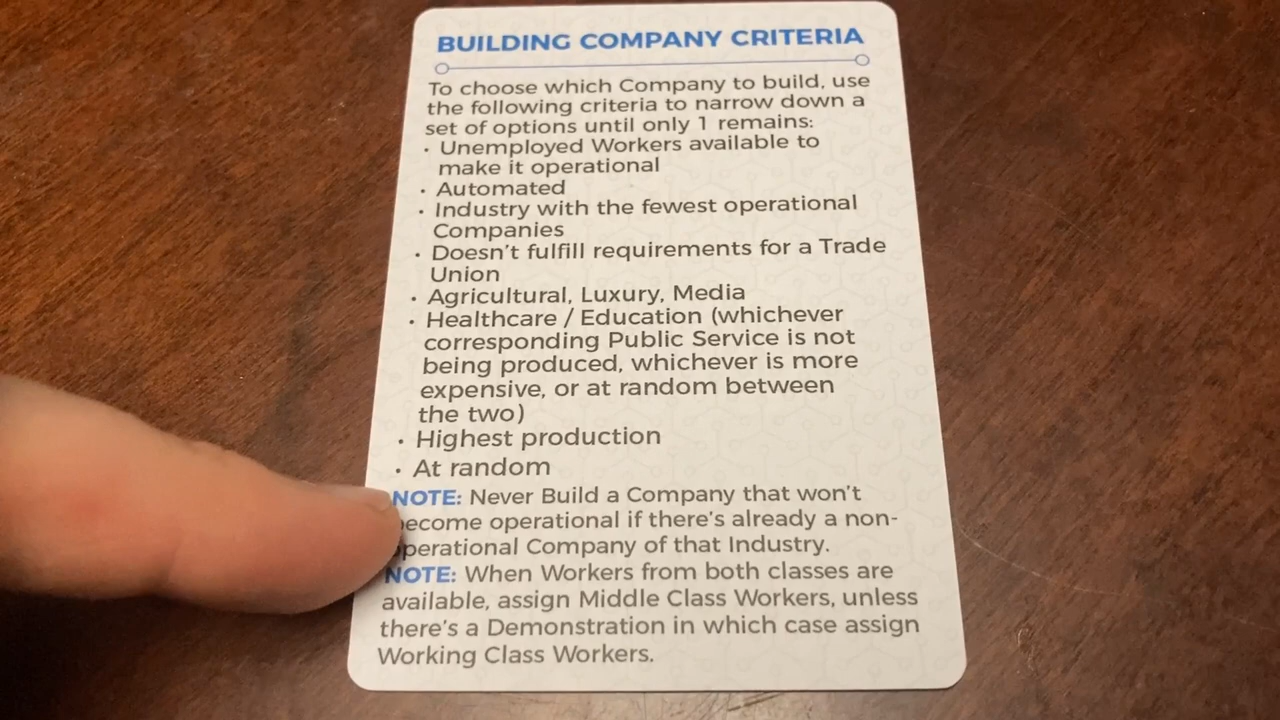 BUILDING COMPANY CRITERIA
To choose which Company to build, use
the following criteria to narrow down a
set of options until only 1 remains:
• Unemployed Workers available to
make it operational
• Automated
• Industry with the fewest operational
Companies
• Doesn't fulfill requirements for a Trade
Union
• Agricultural, Luxury, Media
• Healthcare / Education (whichever
corresponding Public Service is not
being produced, whichever is more
expensive, or at random between
the two)
• Highest production
• At random
NOTE: Never Build a Company that won't
become operational if there's already a non-
operational Company of that Industry.
NOTE: When Workers from both classes are
available, assign Middle Class Workers, unless
there's a Demonstration in which case assign
Working Class Workers.